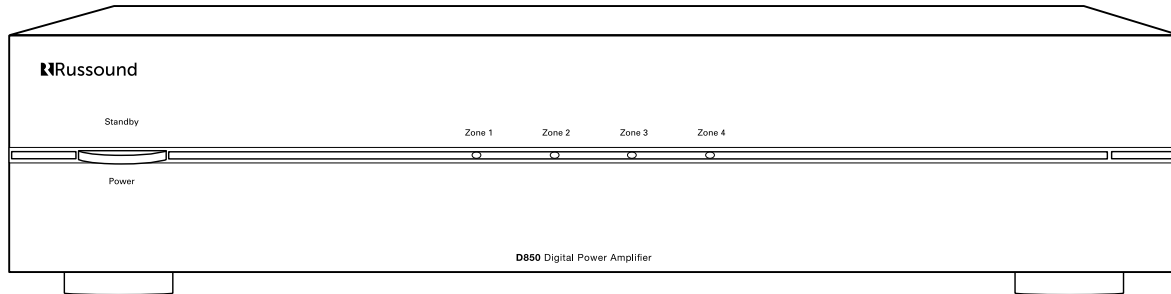 Russound
Standby
Zone 1 Zone 2 Zone 3 Zone 4
Power
D850 Digital Power Amplifier